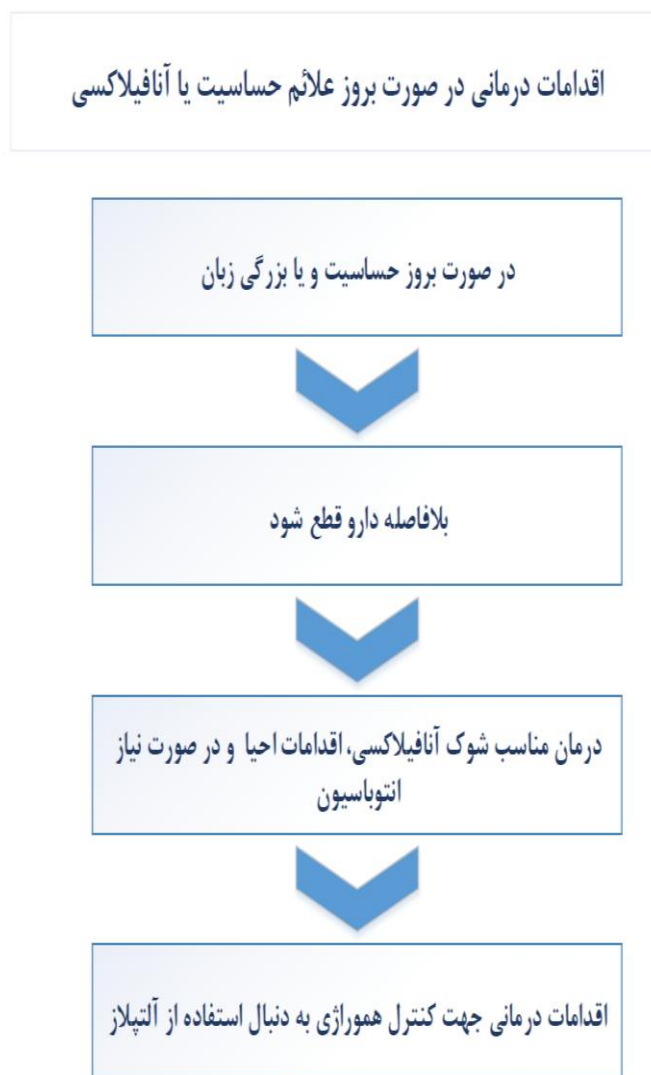 اقدامات درمانی در صورت بروز علائم حساسیت یا آنافیلاکسی
در صورت بروز حساسیت و یا بزرگی زبان
بلافاصله دارو قطع شود
درمان مناسب شوک آنافیلاکسی، اقدامات احیا و در صورت نیاز
انتوباسیون
اقدامات درمانی جهت کنترل هموراژی به دنبال استفاده از آلتپلاز